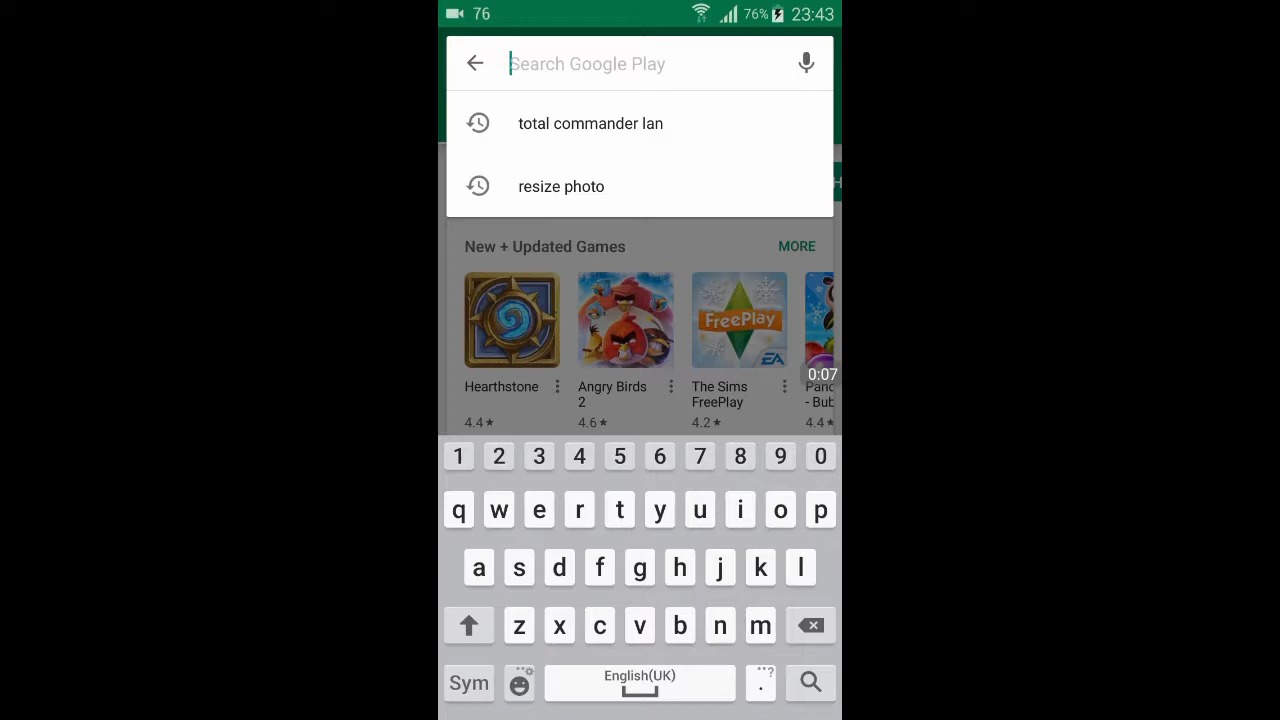 76 76% 23:43
Search Google Play
total commander lan
resize photo
H
New + Updated Games MORE
FreePlay
EA
0:07
Hearthstone Angry Birds 2 The Sims FreePlay - Bub
4.4★ 4.6★ 4.2★ 4.4★
1 2 3 4 5 6 7 8 9 0
q w e r t y u i o p
a s d f g h j k l
z x c v b n m
Sym English(UK) . ?